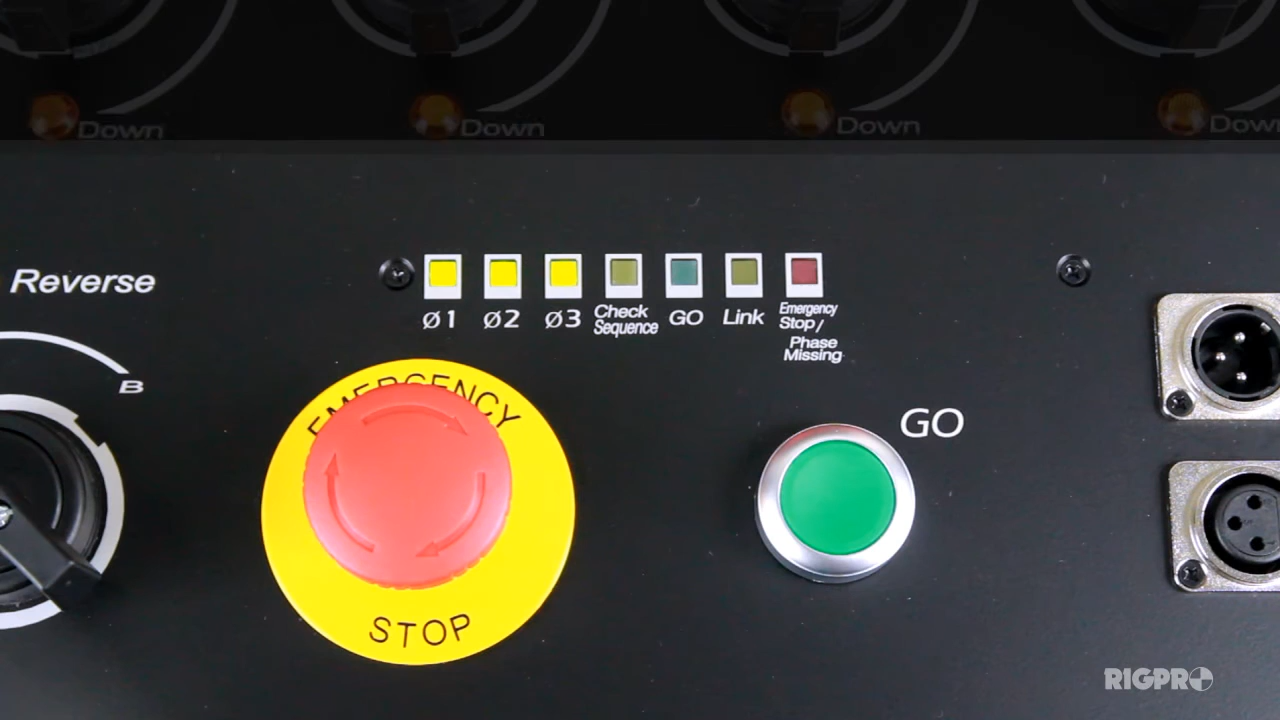 Down
Down
Down
Down
Reverse
B
Ø1
Ø2
Ø3
Check
Sequence
GO
Link
Emergency
Stop/
Phase
Missing
EMERGENCY
STOP
GO
RIGPRO